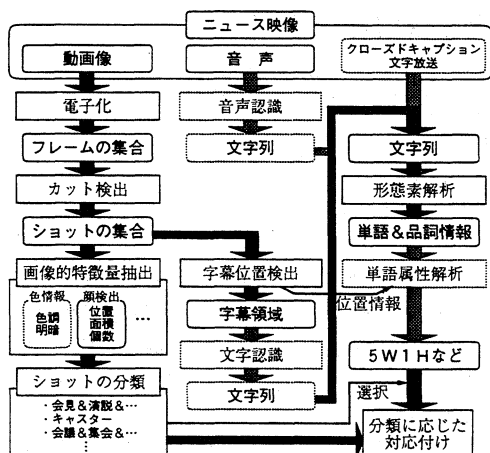 ニュース映像
動画像
音声
クローズドキャプション
文字放送
電子化
音声認識
フレームの集合
文字列
文字列
カット検出
形態素解析
ショットの集合
単語&品詞情報
画像的特徴量抽出
字幕位置検出
単語属性解析
位置情報
色情報
色調
明暗
顔検出
位置
面積
個数
…
字幕領域
文字認識
5W1Hなど
ショットの分類
文字列
選択
・会見&演説&…
・キャスター
・会議&集会&…
⋮
分類に応じた
対応付け